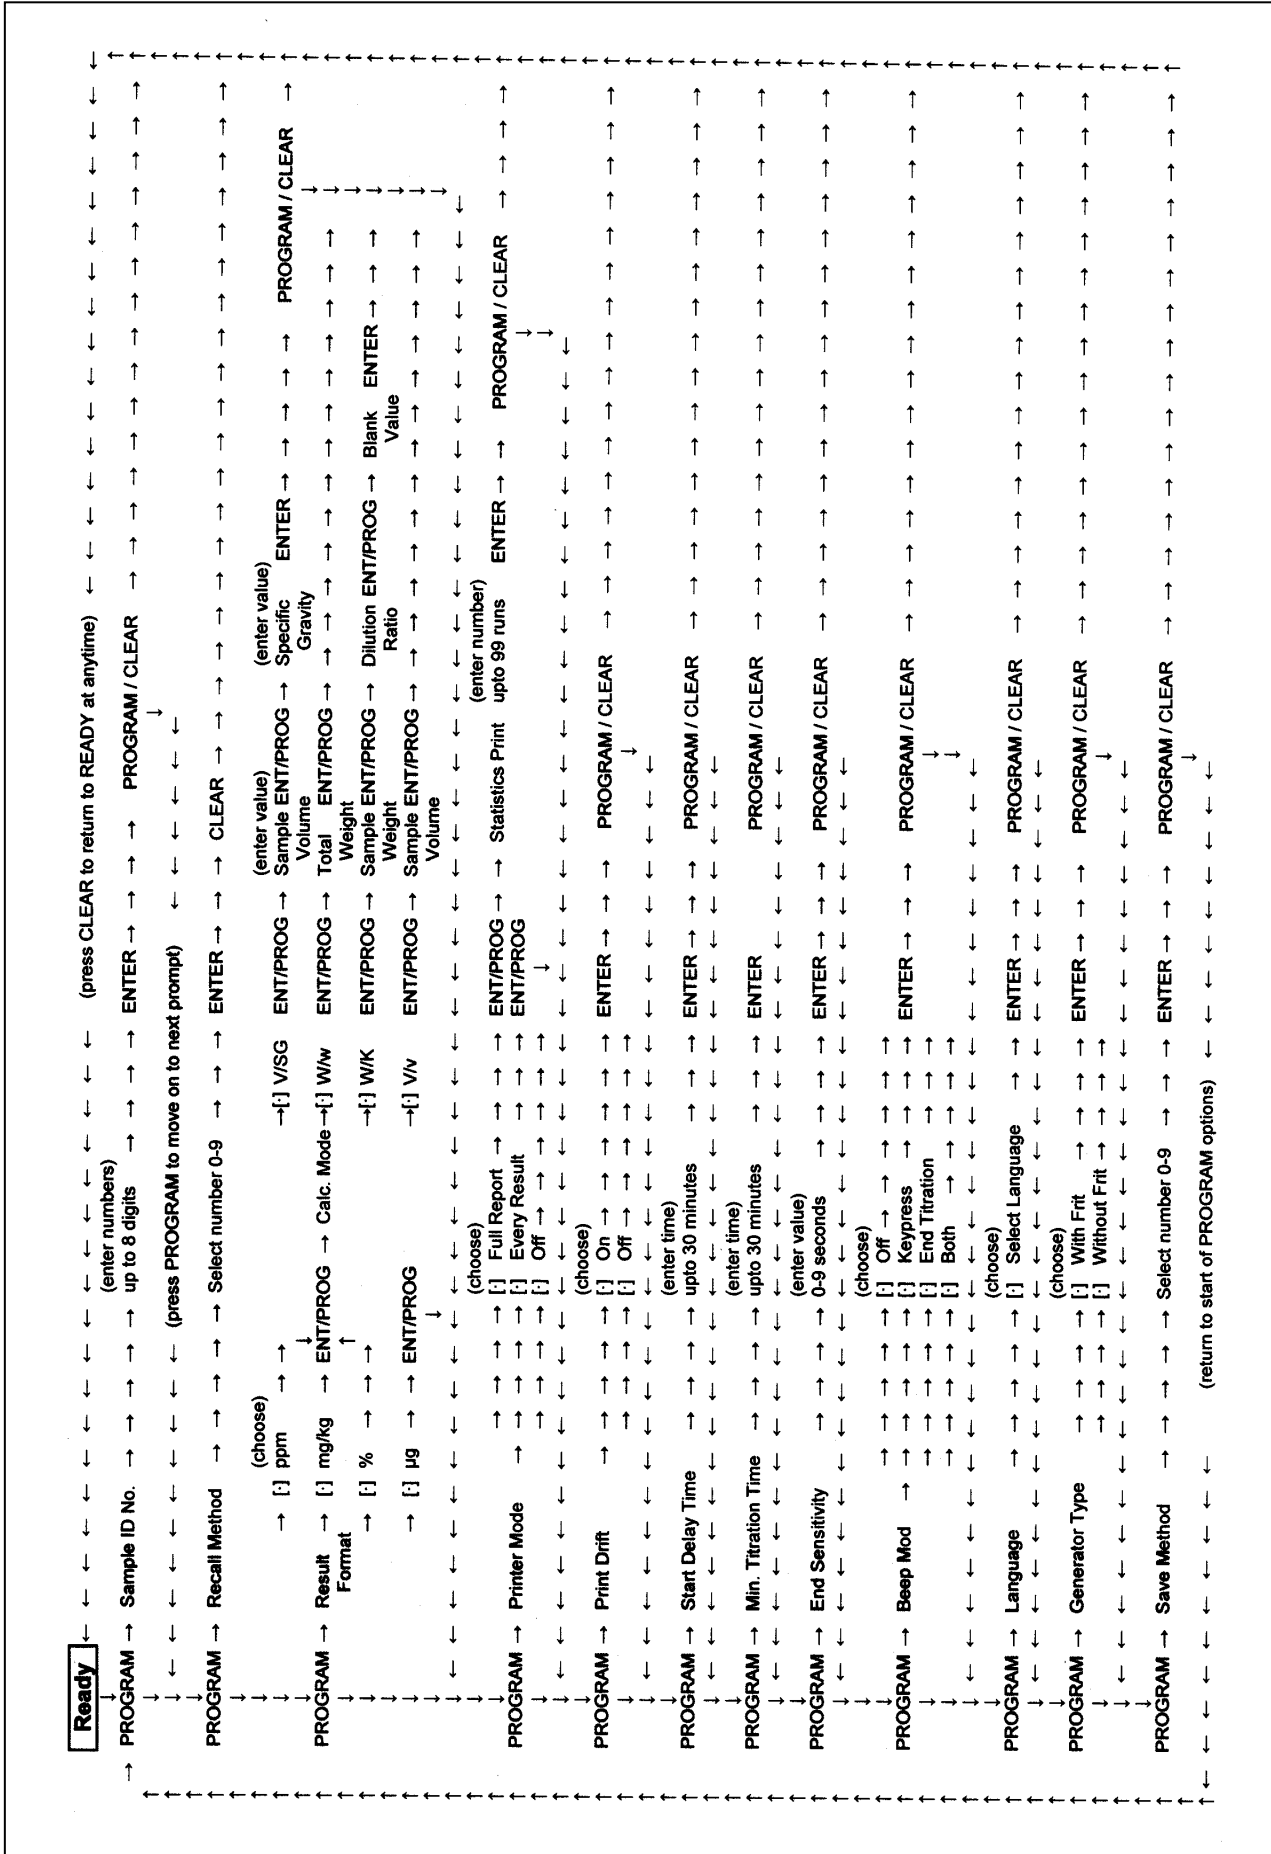 Ready
(press CLEAR to return to READY at anytime)
(enter numbers)
PROGRAM → Sample ID No. → up to 8 digits → ENTER → PROGRAM / CLEAR
(press PROGRAM to move on to next prompt)
PROGRAM → Recall Method → Select number 0-9 → ENTER → CLEAR
(choose)
(enter value)
(enter value)
→ [·] ppm → →[·] V/SG ENT/PROG → Sample ENT/PROG → Specific ENTER → PROGRAM / CLEAR
Volume
Gravity
PROGRAM → Result → [·] mg/kg → ENT/PROG → Calc. Mode →[·] W/w ENT/PROG → Total ENT/PROG →
Format
Weight
→ [·] % → →[·] W/K ENT/PROG → Sample ENT/PROG → Dilution ENT/PROG → Blank ENTER →
Weight
Ratio
Value
→ [·] µg → ENT/PROG →[·] V/v ENT/PROG → Sample ENT/PROG →
Volume
(choose)
(enter number)
PROGRAM → Printer Mode → [·] Full Report → ENT/PROG → Statistics Print upto 99 runs ENTER → PROGRAM / CLEAR
[·] Every Result → ENT/PROG
[·] Off →
(choose)
PROGRAM → Print Drift → [·] On → ENTER → PROGRAM / CLEAR
[·] Off →
(enter time)
PROGRAM → Start Delay Time → upto 30 minutes → ENTER → PROGRAM / CLEAR
(enter time)
PROGRAM → Min. Titration Time → upto 30 minutes → ENTER PROGRAM / CLEAR
(enter value)
PROGRAM → End Sensitivity → 0-9 seconds → ENTER → PROGRAM / CLEAR
(choose)
[·] Off →
PROGRAM → Beep Mod → [·] Keypress → ENTER → PROGRAM / CLEAR
[·] End Titration →
[·] Both →
(choose)
PROGRAM → Language → [·] Select Language → ENTER → PROGRAM / CLEAR
(choose)
PROGRAM → Generator Type → [·] With Frit → ENTER → PROGRAM / CLEAR
[·] Without Frit →
PROGRAM → Save Method → Select number 0-9 → ENTER → PROGRAM / CLEAR
(return to start of PROGRAM options)